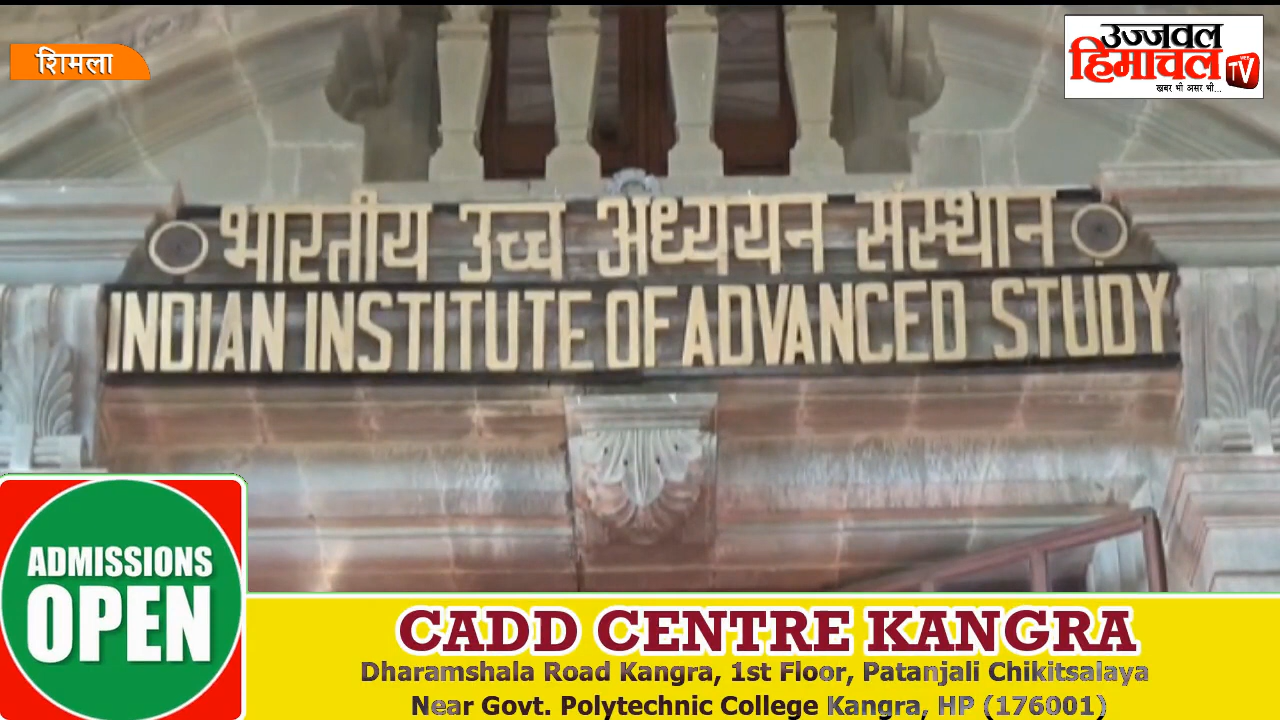 शिमला
उज्जवल
हिमाचल TV
खबर भी असर भी...
भारतीय उच्च अध्ययन संस्थान
INDIAN INSTITUTE OF ADVANCED STUDY
ADMISSIONS
OPEN
CADD CENTRE KANGRA
Dharamshala Road Kangra, 1st Floor, Patanjali Chikitsalaya
Near Govt. Polytechnic College Kangra, HP (176001)